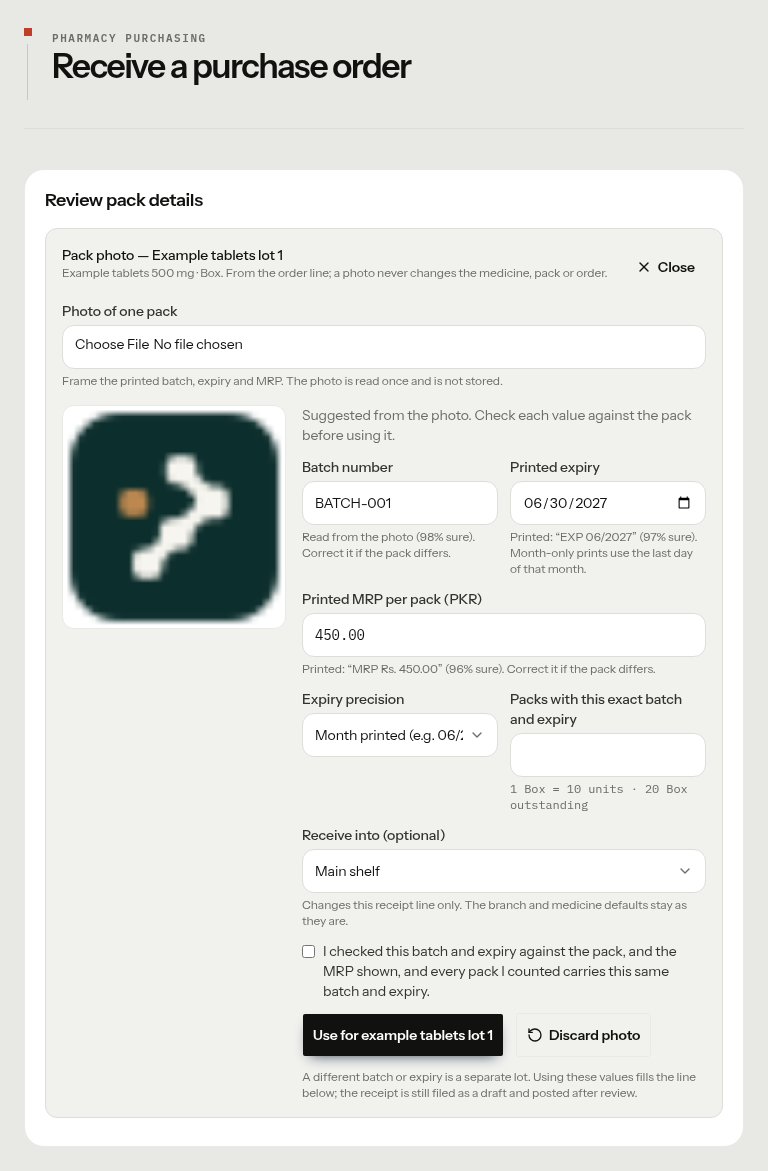 PHARMACY PURCHASING
Receive a purchase order
Review pack details
Pack photo — Example tablets lot 1
Example tablets 500 mg · Box. From the order line; a photo never changes the medicine, pack or order.
Close
Photo of one pack
Choose File No file chosen
Frame the printed batch, expiry and MRP. The photo is read once and is not stored.
Suggested from the photo. Check each value against the pack
before using it.
Batch number
BATCH-001
Read from the photo (98% sure).
Correct it if the pack differs.
Printed expiry
06/30/2027
Printed: “EXP 06/2027” (97% sure).
Month-only prints use the last day
of that month.
Printed MRP per pack (PKR)
450.00
Printed: “MRP Rs. 450.00” (96% sure). Correct it if the pack differs.
Expiry precision
Month printed (e.g. 06/2
Packs with this exact batch
and expiry
1 Box = 10 units · 20 Box
outstanding
Receive into (optional)
Main shelf
Changes this receipt line only. The branch and medicine defaults stay as
they are.
I checked this batch and expiry against the pack, and the
MRP shown, and every pack I counted carries this same
batch and expiry.
Use for example tablets lot 1
Discard photo
A different batch or expiry is a separate lot. Using these values fills the line
below; the receipt is still filed as a draft and posted after review.